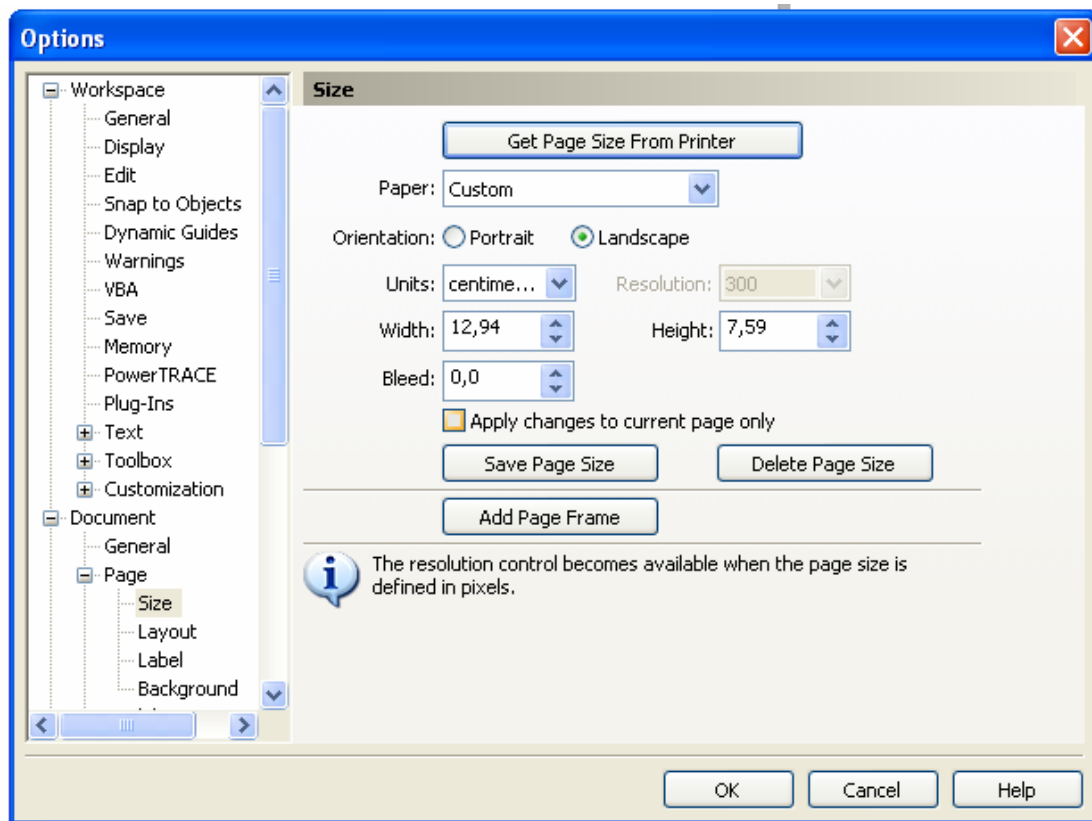 Options
Workspace
General
Display
Edit
Snap to Objects
Dynamic Guides
Warnings
VBA
Save
Memory
PowerTRACE
Plug-Ins
Text
Toolbox
Customization
Document
General
Page
Size
Layout
Label
Background
Size
Get Page Size From Printer
Paper: Custom
Orientation: Portrait Landscape
Units: centime... Resolution: 300
Width: 12,94 Height: 7,59
Bleed: 0,0
Apply changes to current page only
Save Page Size Delete Page Size
Add Page Frame
The resolution control becomes available when the page size is
defined in pixels.
OK Cancel Help